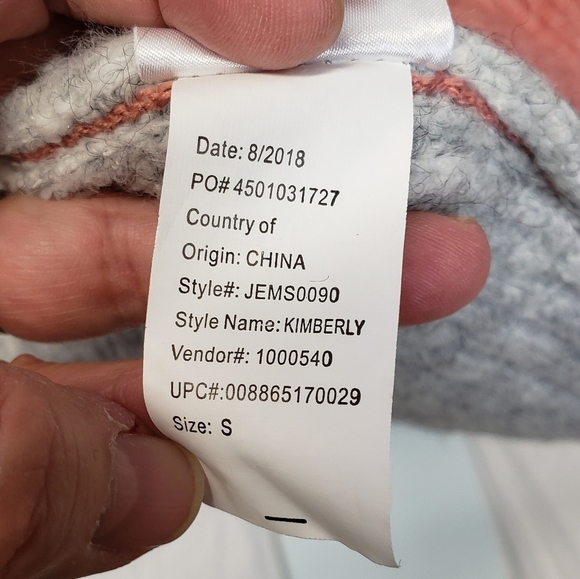 Date: 8/2018
PO# 4501031727
Country of
Origin: CHINA
Style#: JEMS0090
Style Name: KIMBERLY
Vendor#: 1000540
UPC#:008865170029
Size: S